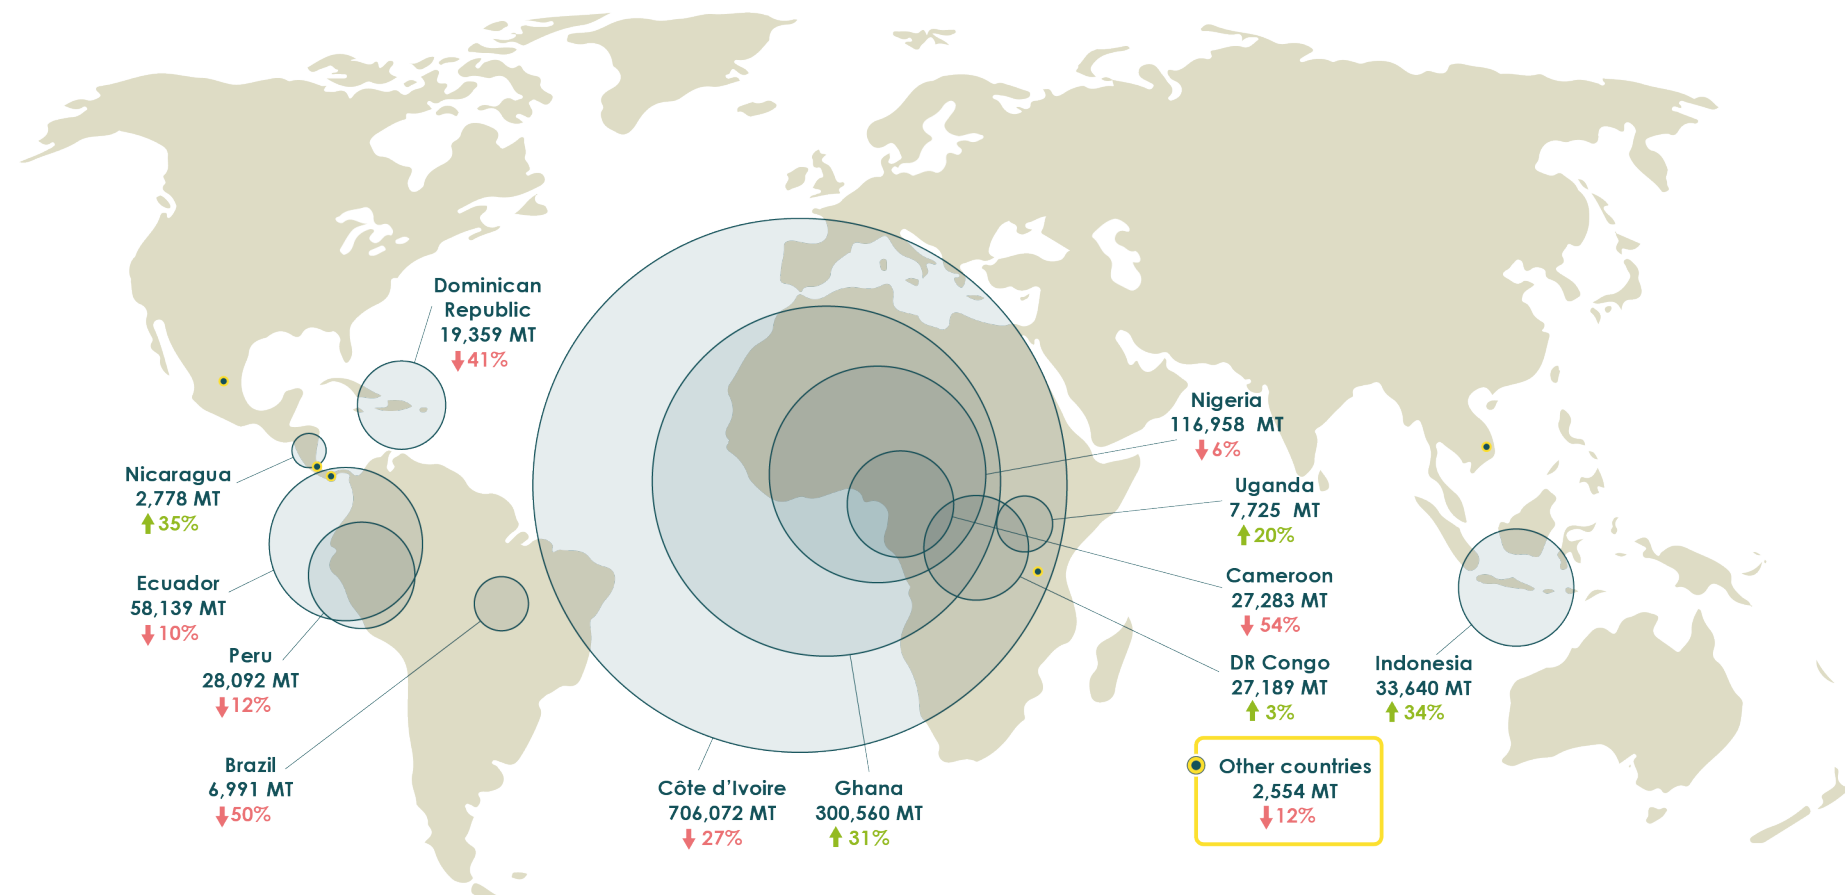 Dominican
Republic
19,359 MT
41%
Nicaragua
2,778 MT
35%
Ecuador
58,139 MT
10%
Peru
28,092 MT
12%
Brazil
6,991 MT
50%
Côte d'Ivoire
706,072 MT
27%
Ghana
300,560 MT
31%
Nigeria
116,958 MT
6%
Uganda
7,725 MT
20%
Cameroon
27,283 MT
54%
DR Congo
27,189 MT
3%
Indonesia
33,640 MT
34%
Other countries
2,554 MT
12%